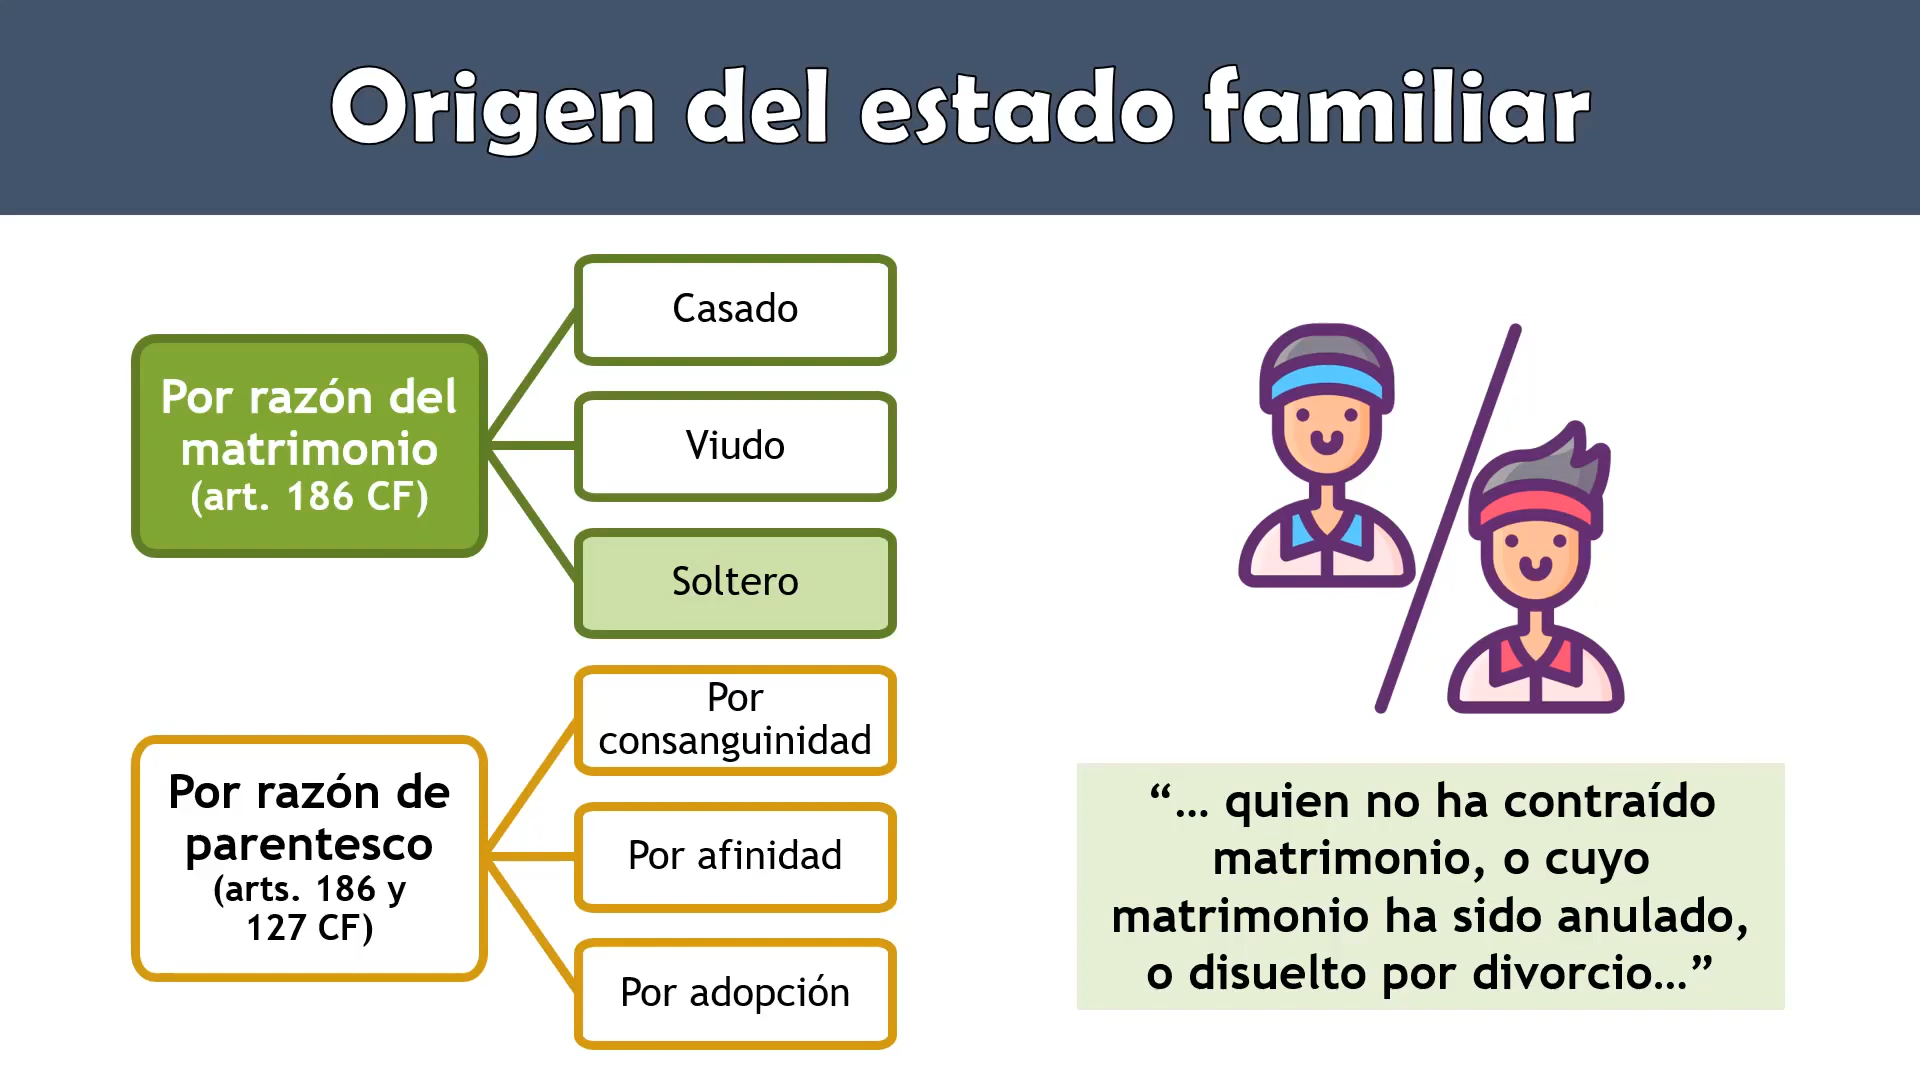 Origen del estado familiar
Por razón del
matrimonio
(art. 186 CF)
Casado
Viudo
Soltero
Por razón de
parentesco
(arts. 186 y
127 CF)
Por
consanguinidad
Por afinidad
Por adopción
“... quien no ha contraído
matrimonio, o cuyo
matrimonio ha sido anulado,
o disuelto por divorcio...”